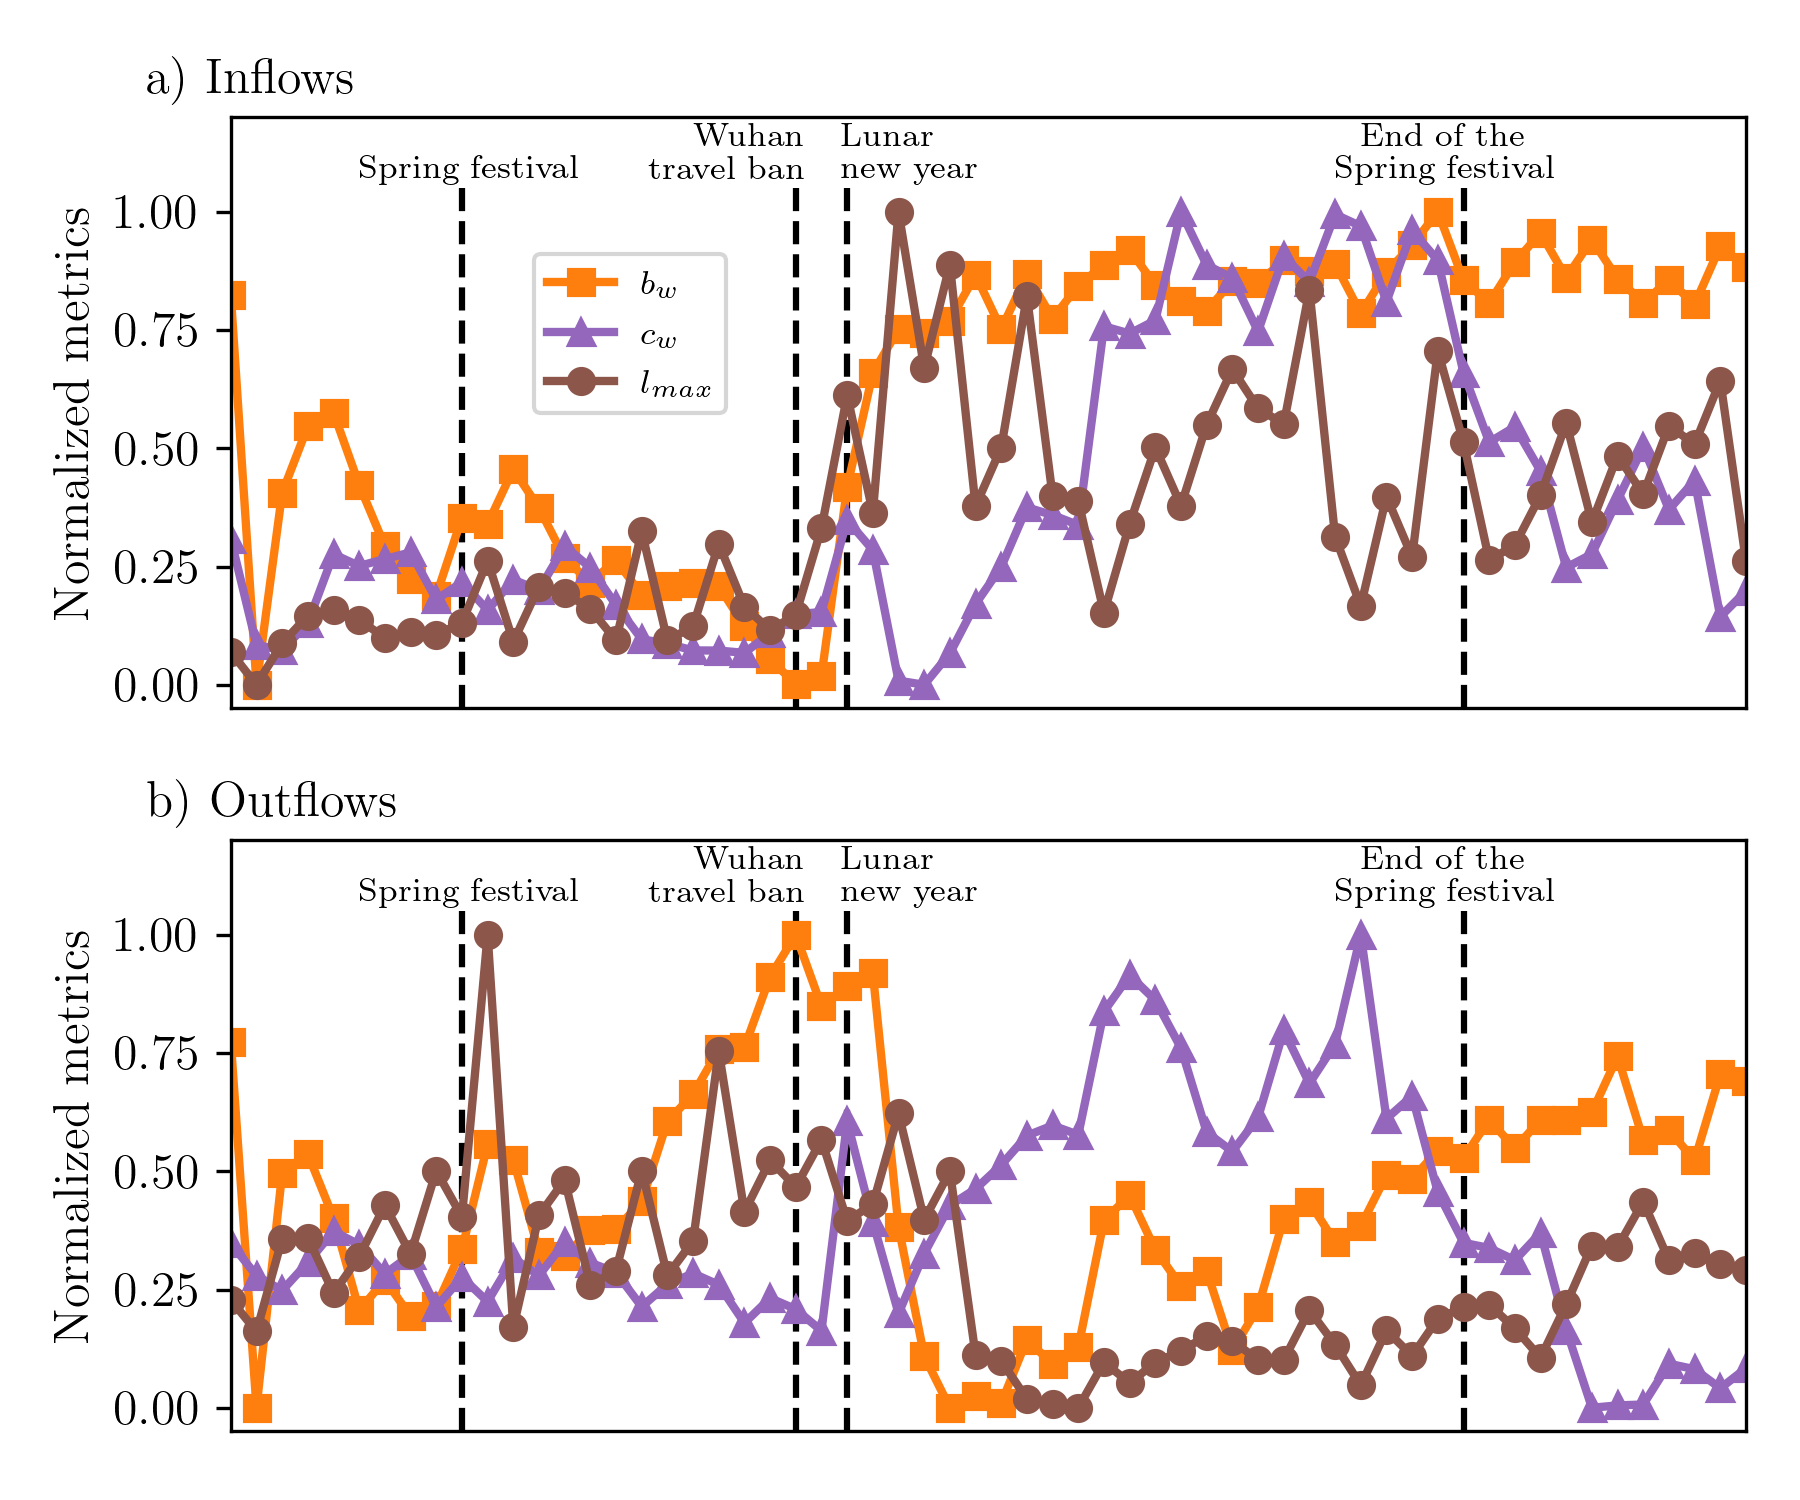 a) Inflows
Wuhan
travel ban
Lunar
new year
End of the
Spring festival
Spring festival
Normalized metrics
1.00
0.75
0.50
0.25
0.00
b_w
c_w
l_{max}
b) Outflows
Wuhan
travel ban
Lunar
new year
End of the
Spring festival
Spring festival
Normalized metrics
1.00
0.75
0.50
0.25
0.00